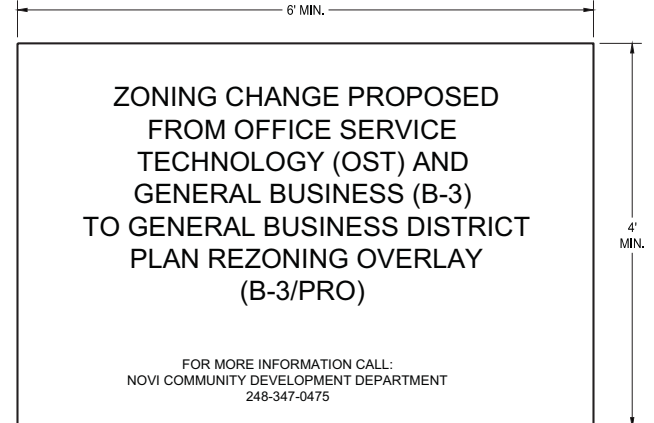 6' MIN.
ZONING CHANGE PROPOSED
FROM OFFICE SERVICE
TECHNOLOGY (OST) AND
GENERAL BUSINESS (B-3)
TO GENERAL BUSINESS DISTRICT
PLAN REZONING OVERLAY
(B-3/PRO)
4'
MIN.
FOR MORE INFORMATION CALL:
NOVI COMMUNITY DEVELOPMENT DEPARTMENT
248-347-0475